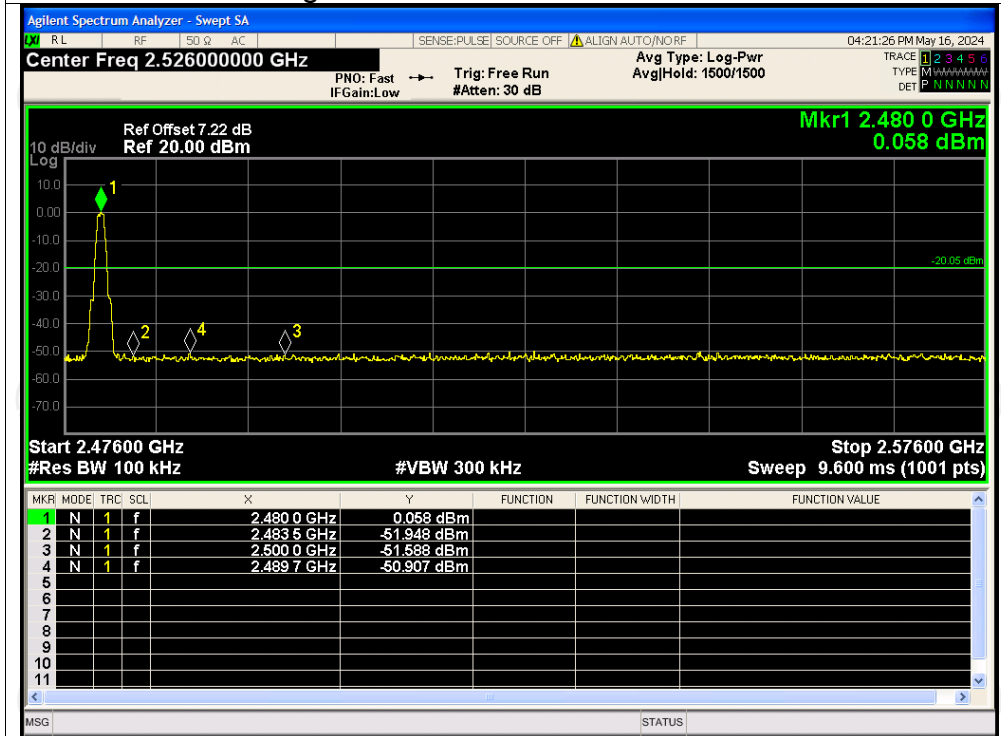 Agilent Spectrum Analyzer - Swept SA
LXI RL RF 50 Ω AC SENSE:PULSE SOURCE OFF ALIGN AUTO/NO RF 04:21:26 PM May 16, 2024
Center Freq 2.526000000 GHz
PNO: Fast
IFGain:Low
Trig: Free Run
#Atten: 30 dB
Avg Type: Log-Pwr
Avg|Hold: 1500/1500
TRACE 1 2 3 4 5 6
TYPE M
DET P N N N N N
Mkr1 2.480 0 GHz
0.058 dBm
Ref Offset 7.22 dB
10 dB/div Ref 20.00 dBm
Log
10.0
0.00
-10.0
-20.0
-30.0
-40.0
-50.0
-60.0
-70.0
1
2
4
3
-20.05 dBm
Start 2.47600 GHz Stop 2.57600 GHz
#Res BW 100 kHz #VBW 300 kHz Sweep 9.600 ms (1001 pts)
MKR MODE TRC SCL X Y FUNCTION FUNCTION WIDTH FUNCTION VALUE
1 N 1 f 2.480 0 GHz 0.058 dBm
2 N 1 f 2.483 5 GHz -51.948 dBm
3 N 1 f 2.500 0 GHz -51.588 dBm
4 N 1 f 2.489 7 GHz -50.907 dBm
5
6
7
8
9
10
11
MSG STATUS